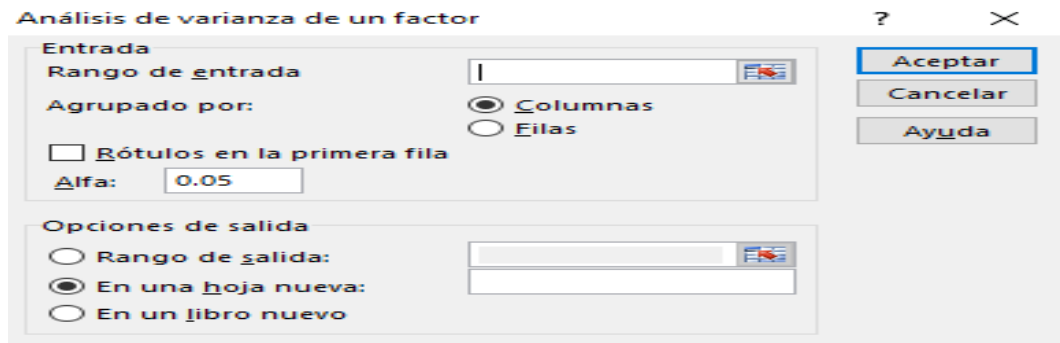 Análisis de varianza de un factor ? ×
Entrada
Rango de entrada
Aceptar
Agrupado por: Columnas
Cancelar
Filas
Ayuda
Rótulos en la primera fila
Alfa: 0.05
Opciones de salida
Rango de salida:
En una hoja nueva:
En un libro nuevo